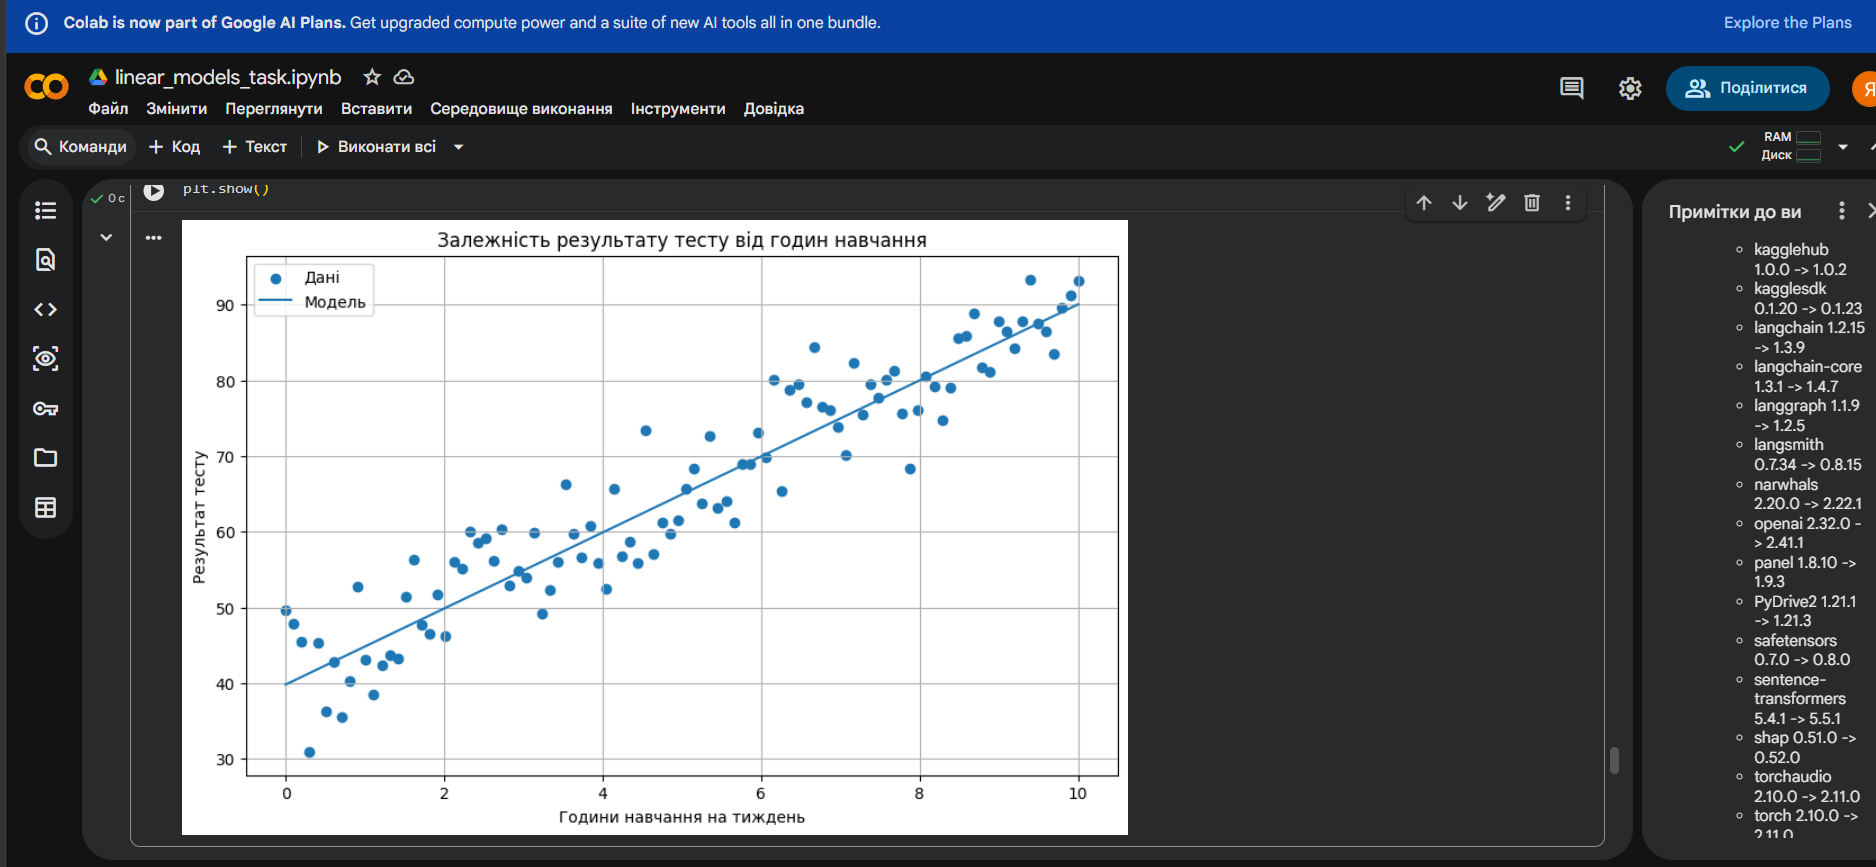 Colab is now part of Google AI Plans. Get upgraded compute power and a suite of new AI tools all in one bundle.
Explore the Plans
linear_models_task.ipynb
Файл Змінити Переглянути Вставити Середовище виконання Інструменти Довідка
Поділитися
Я
Команди + Код + Текст Виконати всі
RAM
Диск
0 с
plt.show()
Залежність результату тесту від годин навчання
Дані
Модель
90
80
70
60
50
40
30
Результат тесту
0 2 4 6 8 10
Години навчання на тиждень
Примітки до ви
kagglehub
1.0.0 -> 1.0.2
kagglesdk
0.1.20 -> 0.1.23
langchain 1.2.15
-> 1.3.9
langchain-core
1.3.1 -> 1.4.7
langgraph 1.1.9
-> 1.2.5
langsmith
0.7.34 -> 0.8.15
narwhals
2.20.0 -> 2.22.1
openai 2.32.0 -
> 2.41.1
panel 1.8.10 ->
1.9.3
PyDrive2 1.21.1
-> 1.21.3
safetensors
0.7.0 -> 0.8.0
sentence-
transformers
5.4.1 -> 5.5.1
shap 0.51.0 ->
0.52.0
torchaudio
2.10.0 -> 2.11.0
torch 2.10.0 ->
2.11.0